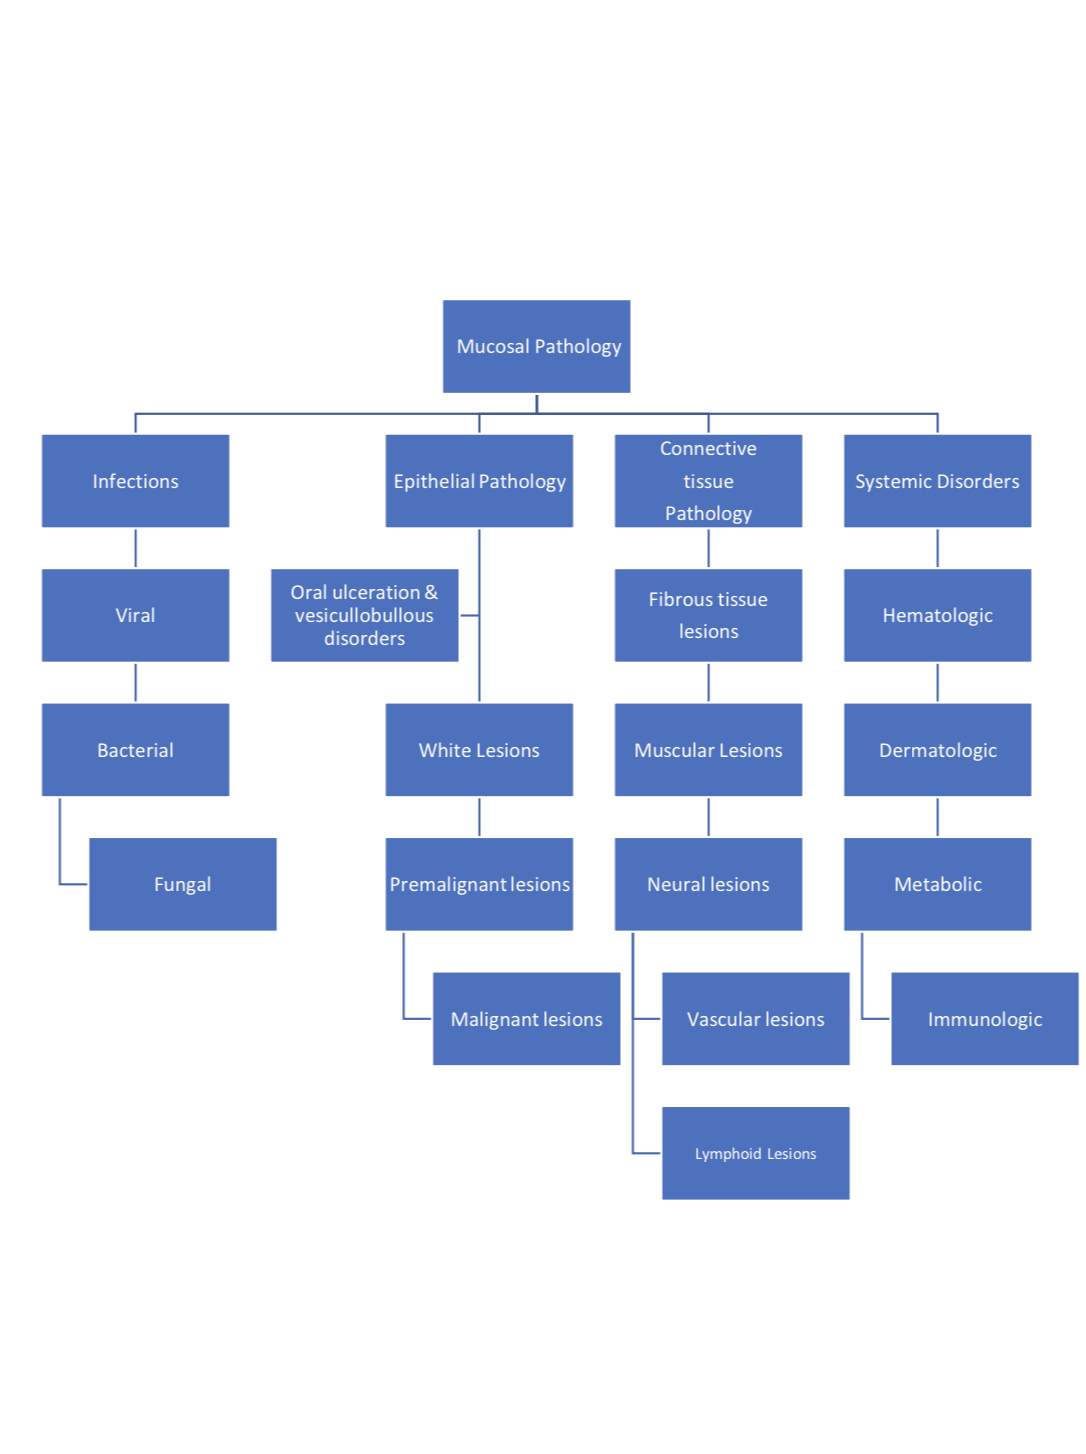 Mucosal Pathology
Infections
Epithelial Pathology
Connective
tissue
Pathology
Systemic Disorders
Viral
Oral ulceration &
vesicullobullous
disorders
Fibrous tissue
lesions
Hematologic
Bacterial
White Lesions
Muscular Lesions
Dermatologic
Fungal
Premalignant lesions
Neural lesions
Metabolic
Malignant lesions
Vascular lesions
Immunologic
Lymphoid Lesions